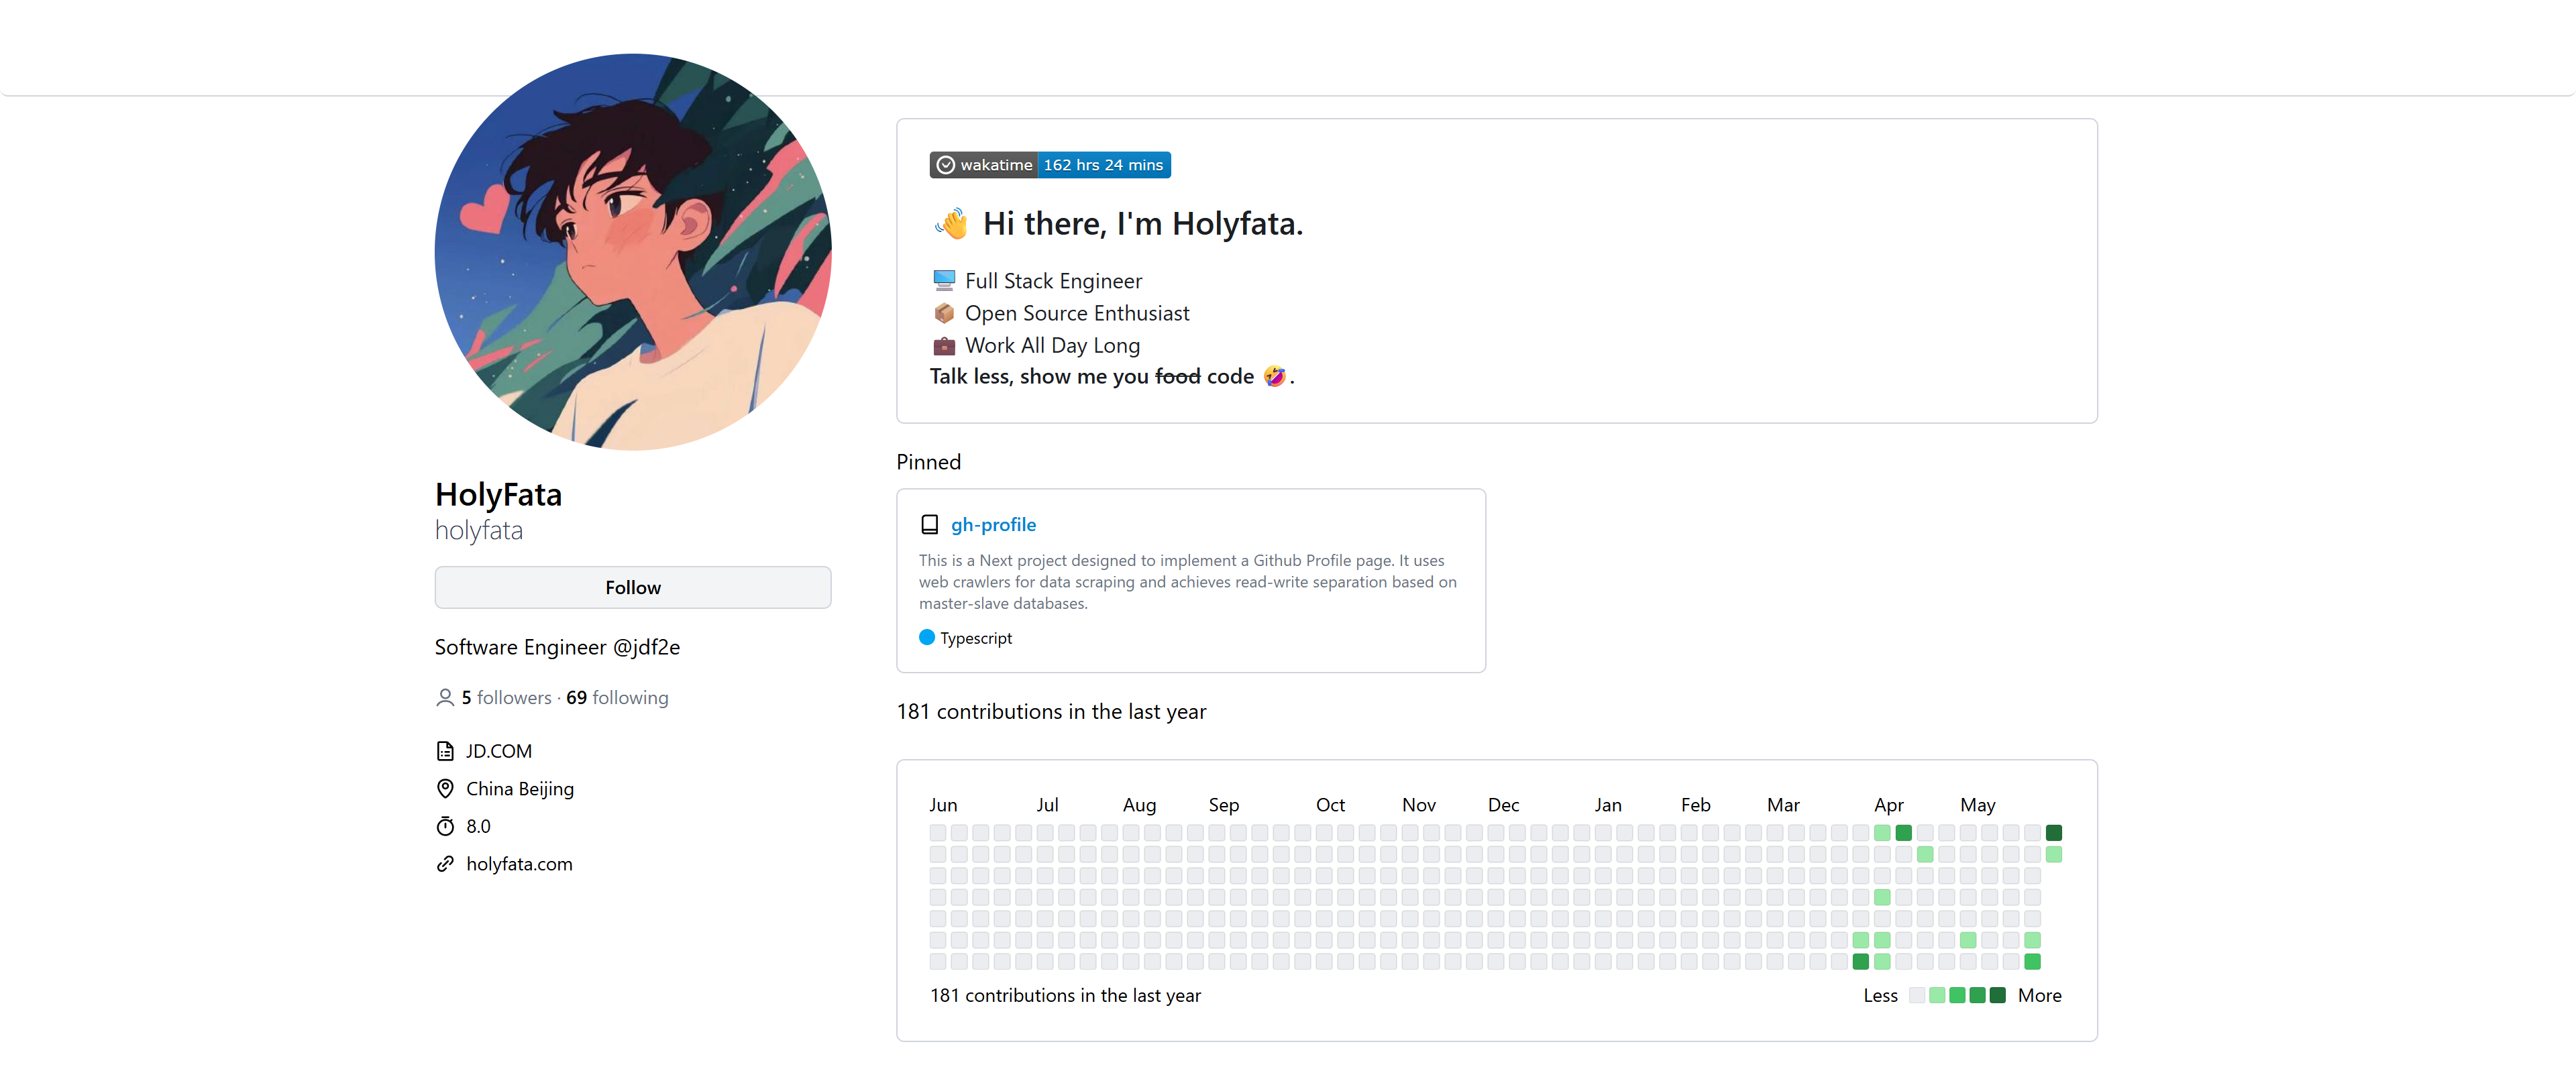 HolyFata
holyfata
Follow
Software Engineer @jdf2e
5 followers · 69 following
JD.COM
China Beijing
8.0
holyfata.com
wakatime 162 hrs 24 mins
👋 Hi there, I'm Holyfata.
🖥️ Full Stack Engineer
📦 Open Source Enthusiast
💼 Work All Day Long
Talk less, show me you food code 🤣.
Pinned
gh-profile
This is a Next project designed to implement a Github Profile page. It uses
web crawlers for data scraping and achieves read-write separation based on
master-slave databases.
Typescript
181 contributions in the last year
Jun Jul Aug Sep Oct Nov Dec Jan Feb Mar Apr May
181 contributions in the last year
Less More